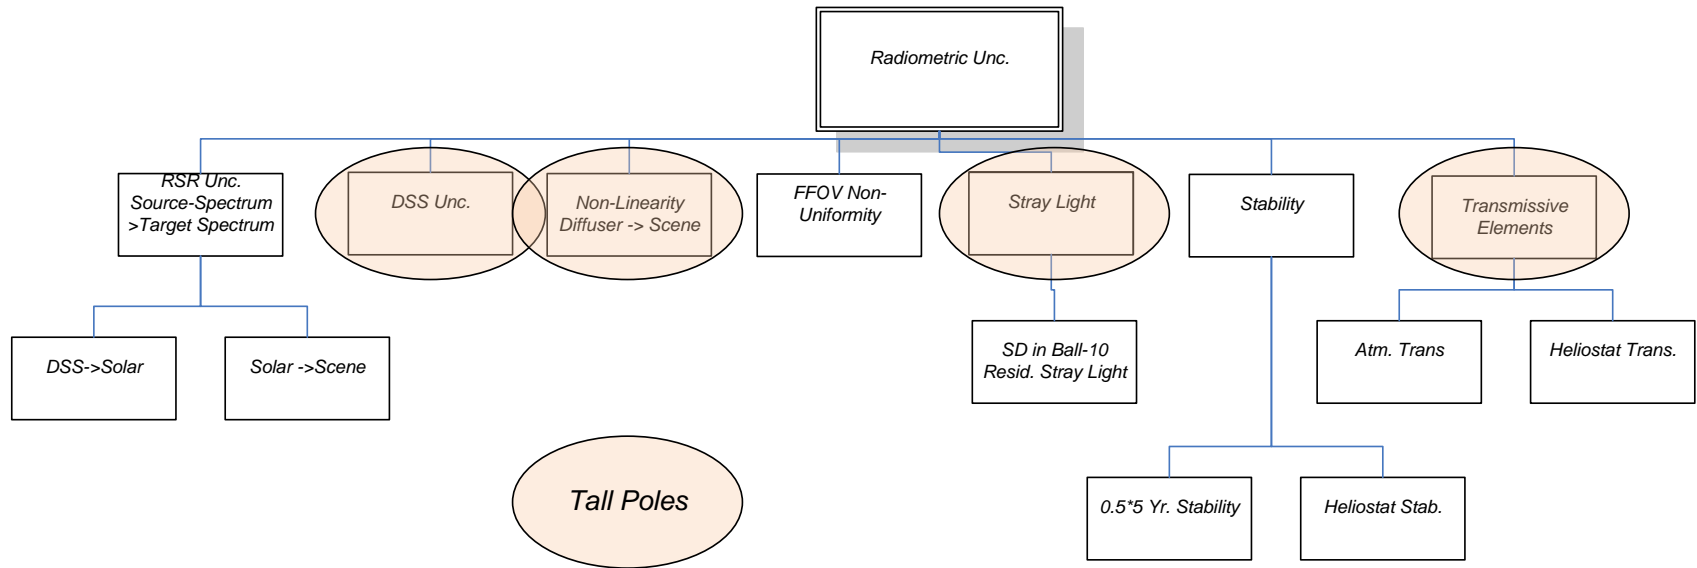 Radiometric Unc.
RSR Unc.
Source-Spectrum
>Target Spectrum
DSS Unc.
Non-Linearity
Diffuser -> Scene
FFOV Non-
Uniformity
Stray Light
Stability
Transmissive
Elements
DSS->Solar
Solar ->Scene
SD in Ball-10
Resid. Stray Light
Atm. Trans
Heliostat Trans.
Tall Poles
0.5*5 Yr. Stability
Heliostat Stab.